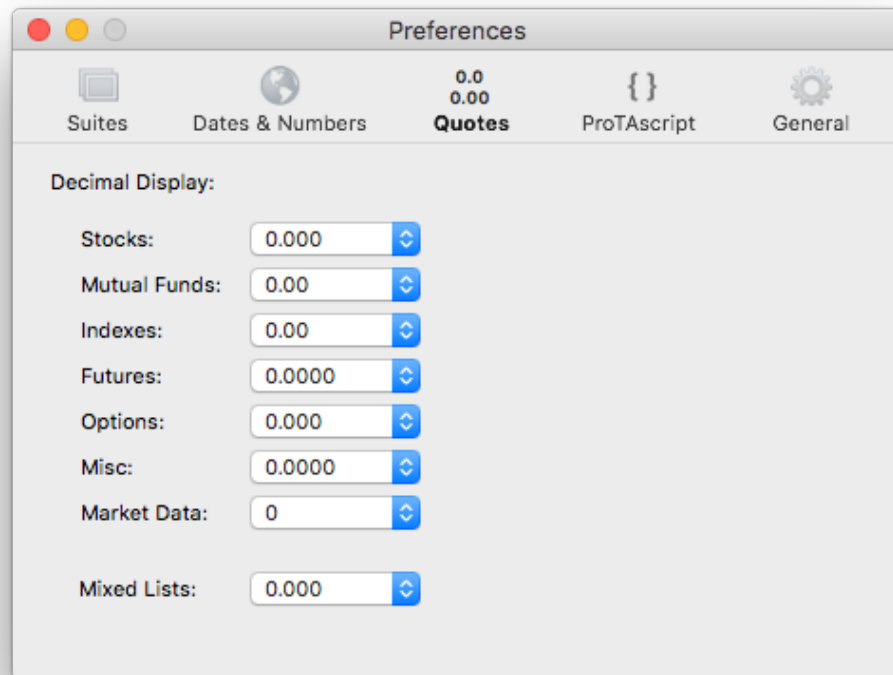 Preferences
0.0
0.00
{ }
Suites Dates & Numbers Quotes ProTAscript General
Decimal Display:
Stocks: 0.000
Mutual Funds: 0.00
Indexes: 0.00
Futures: 0.0000
Options: 0.000
Misc: 0.0000
Market Data: 0
Mixed Lists: 0.000